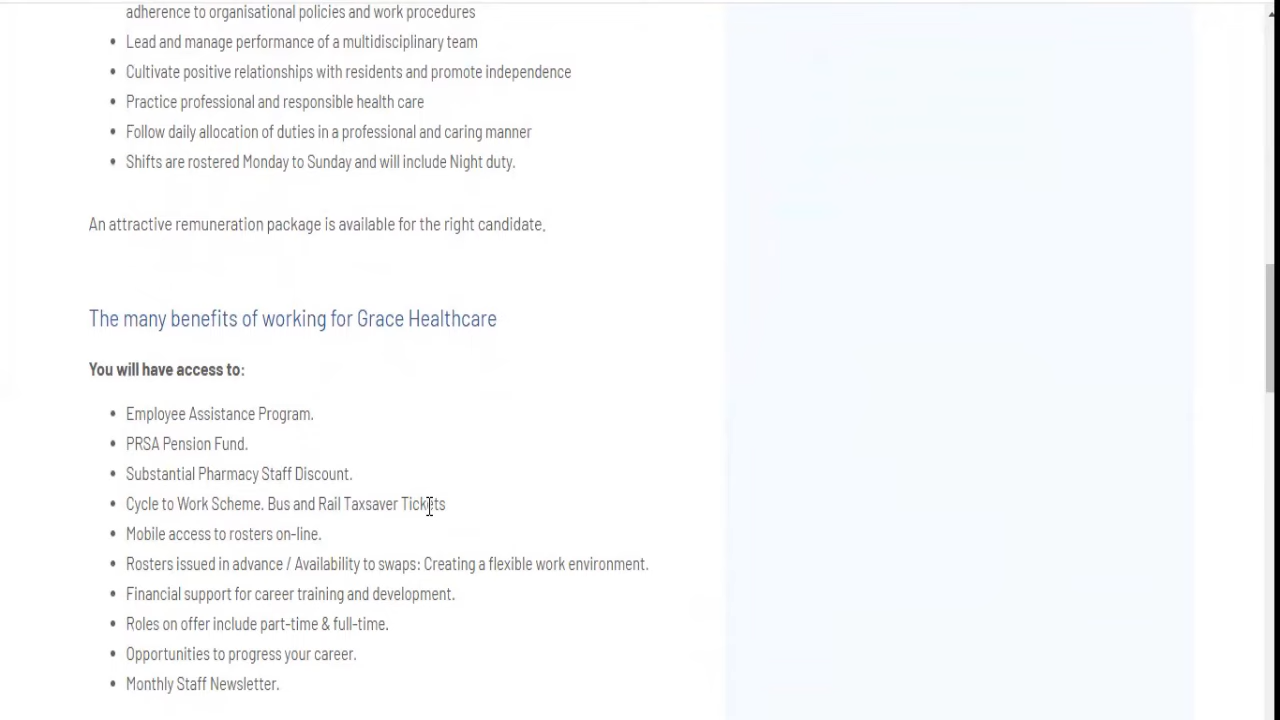 adherence to organisational policies and work procedures
• Lead and manage performance of a multidisciplinary team
• Cultivate positive relationships with residents and promote independence
• Practice professional and responsible health care
• Follow daily allocation of duties in a professional and caring manner
• Shifts are rostered Monday to Sunday and will include Night duty.
An attractive remuneration package is available for the right candidate.
The many benefits of working for Grace Healthcare
You will have access to:
• Employee Assistance Program.
• PRSA Pension Fund.
• Substantial Pharmacy Staff Discount.
• Cycle to Work Scheme. Bus and Rail Taxsaver Tickets
• Mobile access to rosters on-line.
• Rosters issued in advance / Availability to swaps: Creating a flexible work environment.
• Financial support for career training and development.
• Roles on offer include part-time & full-time.
• Opportunities to progress your career.
• Monthly Staff Newsletter.